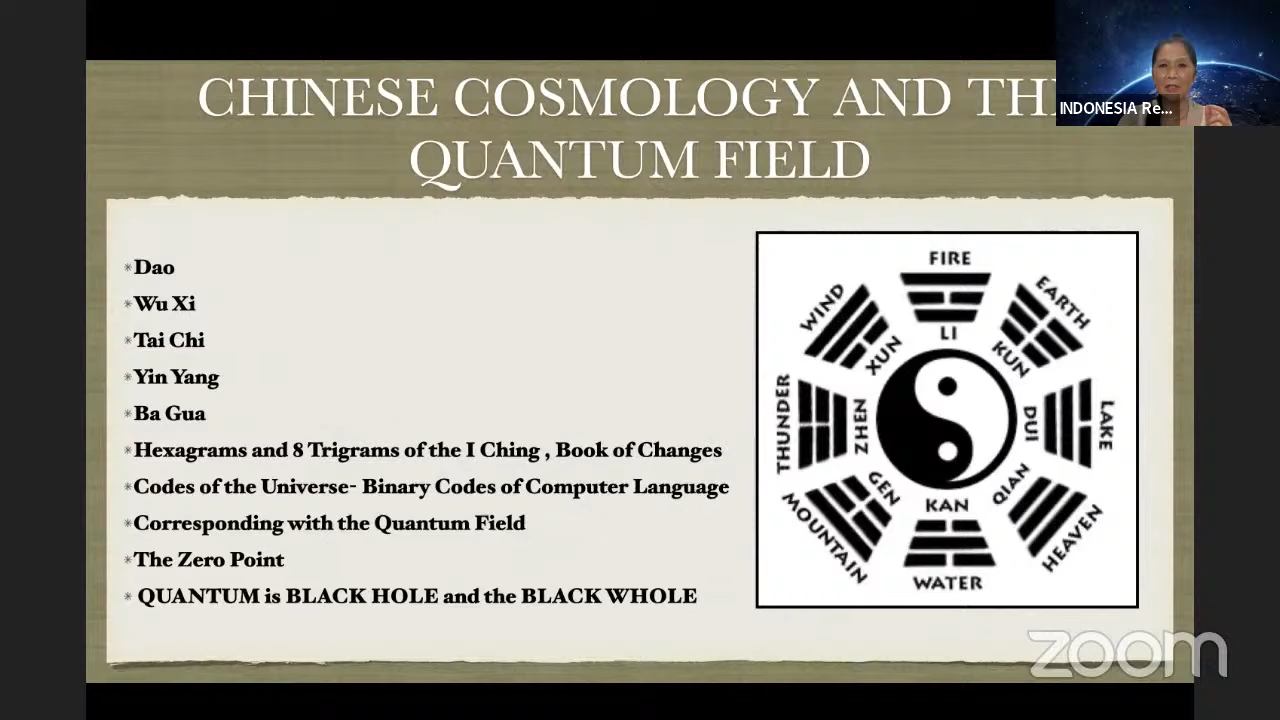 CHINESE COSMOLOGY AND TH
QUANTUM FIELD
INDONESIA Re...
*Dao
*Wu Xi
*Tai Chi
*Yin Yang
*Ba Gua
*Hexagrams and 8 Trigrams of the I Ching , Book of Changes
*Codes of the Universe- Binary Codes of Computer Language
*Corresponding with the Quantum Field
*The Zero Point
* QUANTUM is BLACK HOLE and the BLACK WHOLE
FIRE
LI
EARTH
KUN
LAKE
DUI
HEAVEN
QIAN
WATER
KAN
MOUNTAIN
GEN
THUNDER
ZHEN
WIND
XUN
zoom